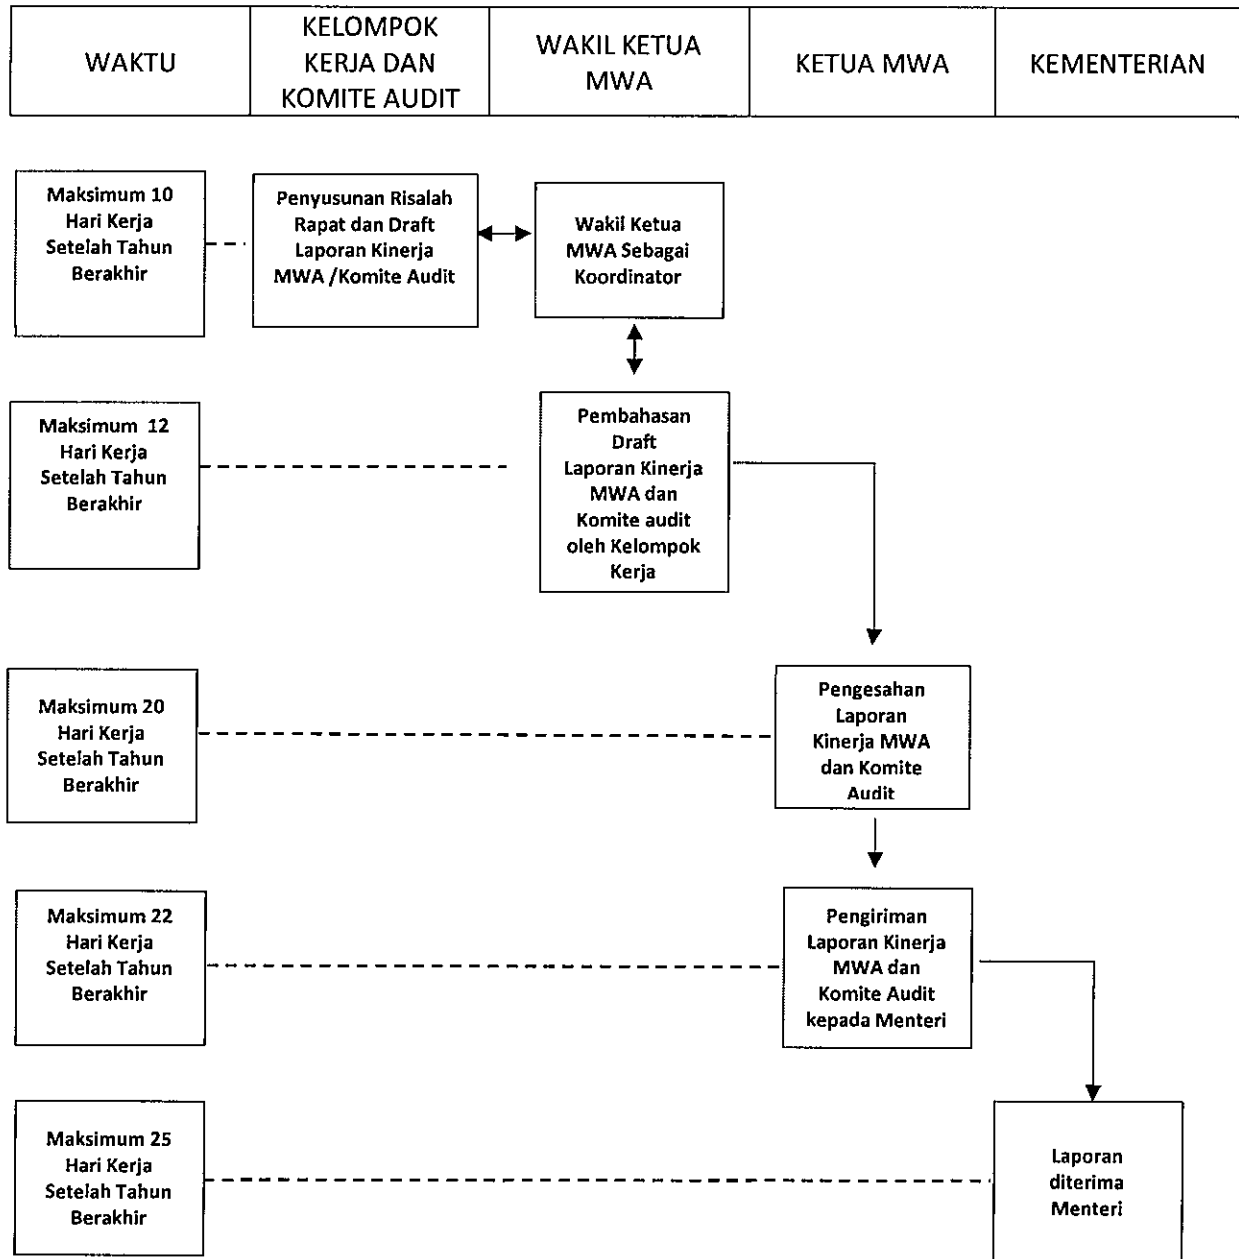 WAKTU
KELOMPOK
KERJA DAN
KOMITE AUDIT
WAKIL KETUA
MWA
KETUA MWA
KEMENTERIAN
Maksimum 10
Hari Kerja
Setelah Tahun
Berakhir
Penyusunan Risalah
Rapat dan Draft
Laporan Kinerja
MWA /Komite Audit
Wakil Ketua
MWA Sebagai
Koordinator
Maksimum 12
Hari Kerja
Setelah Tahun
Berakhir
Pembahasan
Draft
Laporan Kinerja
MWA dan
Komite audit
oleh Kelompok
Kerja
Maksimum 20
Hari Kerja
Setelah Tahun
Berakhir
Pengesahan
Laporan
Kinerja MWA
dan Komite
Audit
Maksimum 22
Hari Kerja
Setelah Tahun
Berakhir
Pengiriman
Laporan Kinerja
MWA dan
Komite Audit
kepada Menteri
Maksimum 25
Hari Kerja
Setelah Tahun
Berakhir
Laporan
diterima
Menteri